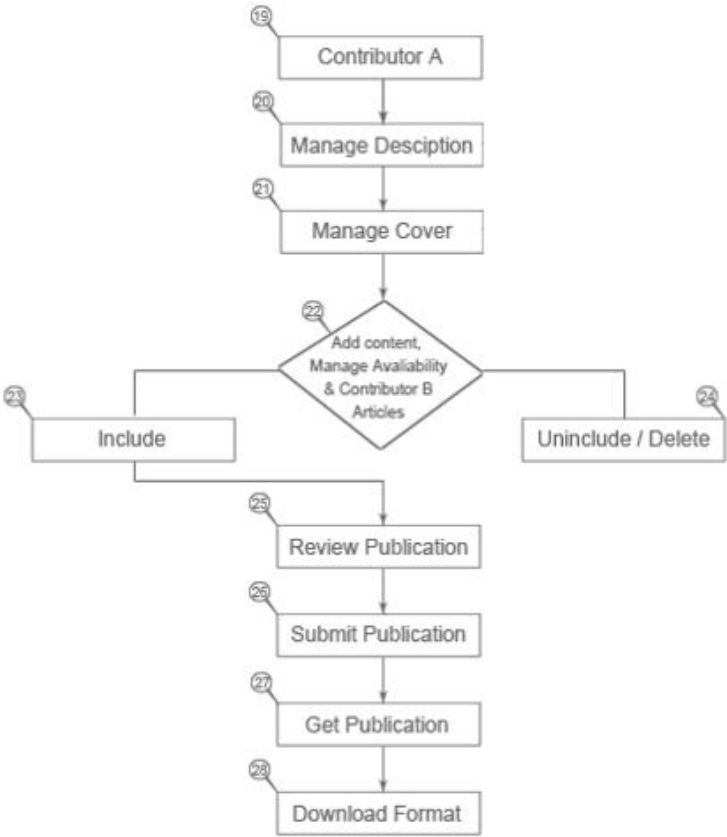 19
Contributor A
20
Manage Desciption
21
Manage Cover
22
Add content,
Manage Avaliability
& Contributor B
Articles
23
Include
24
Uninclude / Delete
25
Review Publication
26
Submit Publication
27
Get Publication
28
Download Format